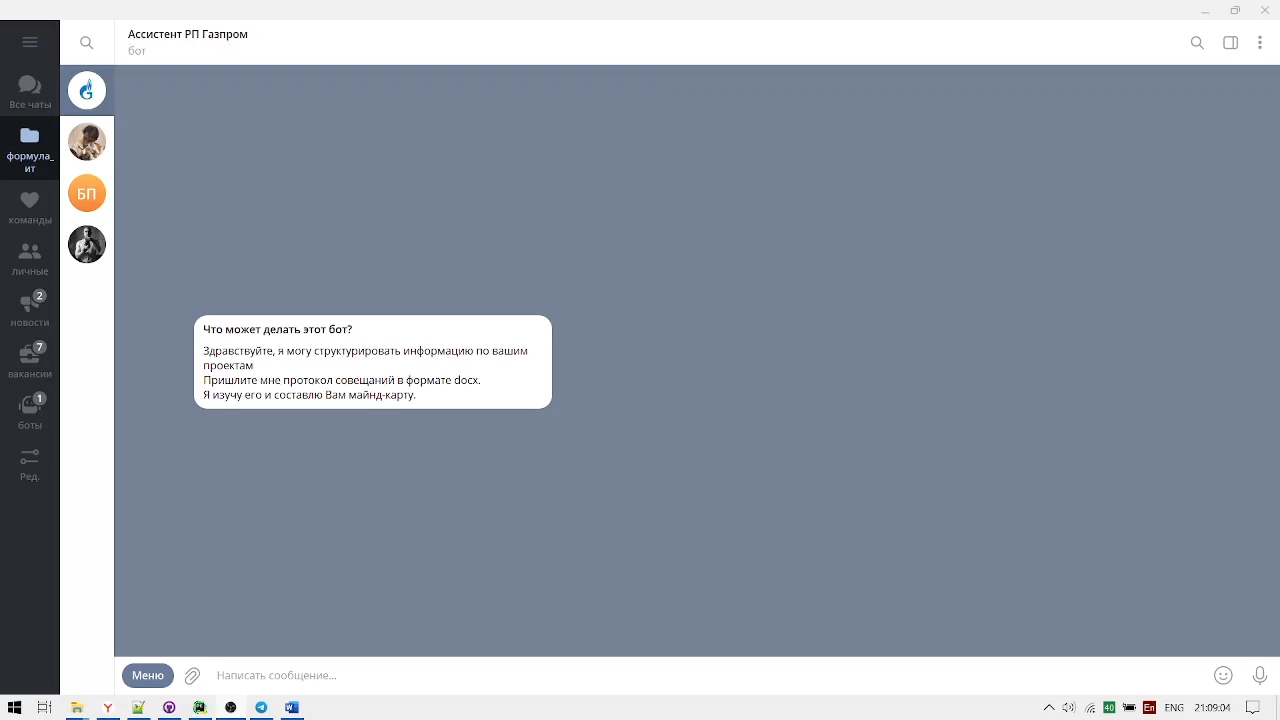 Ассистент РП Газпром
бот
Все чаты
формула_
ит
БП
команды
личные
2
новости
7
вакансии
1
боты
Ред.
Что может делать этот бот?
Здравствуйте, я могу структурировать информацию по вашим
проектам
Пришлите мне протокол совещаний в формате docx.
Я изучу его и составлю Вам майнд-карту.
Меню
Написать сообщение...
40
En
ENG
21:09:04